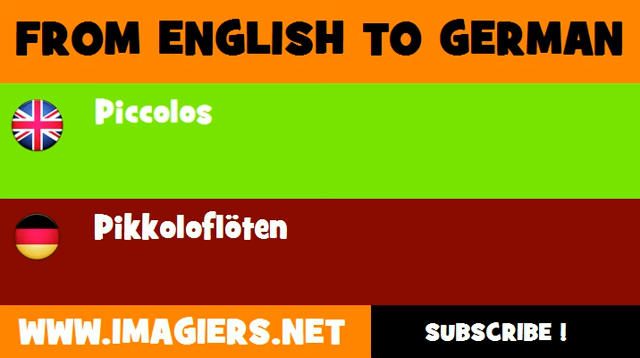 FROM ENGLISH TO GERMAN
Piccolos
Pikkoloflöten
WWW.IMAGIERS.NET
SUBSCRIBE !